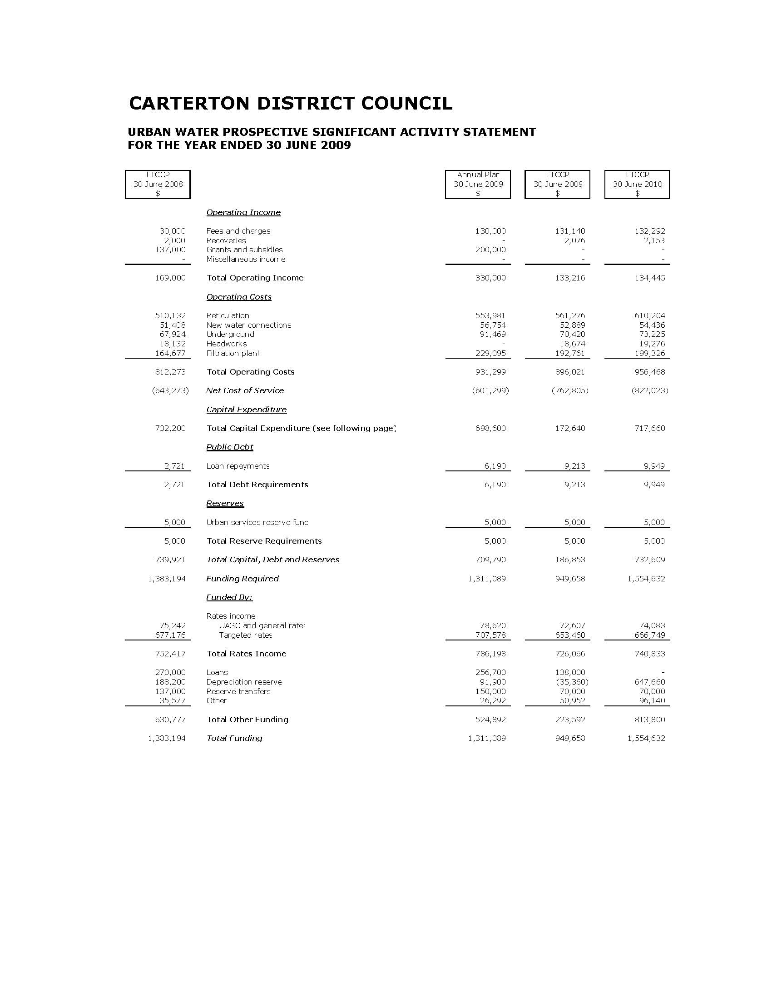 CARTERTON DISTRICT COUNCIL
URBAN WATER PROSPECTIVE SIGNIFICANT ACTIVITY STATEMENT
FOR THE YEAR ENDED 30 JUNE 2009
LTCCP Annual Plan LTCCP LTCCP
30 June 2008 30 June 2009 30 June 2009 30 June 2010
$ $ $ $
Operating Income
30,000 Fees and charges 130,000 131,140 132,292
2,000 Recoveries - 2,076 2,153
137,000 Grants and subsidies 200,000 - -
- Miscellaneous income - - -
169,000 Total Operating Income 330,000 133,216 134,445
Operating Costs
510,132 Reticulation 553,981 561,276 610,204
51,408 New water connections 56,754 52,889 54,436
67,924 Underground 91,469 70,420 73,225
18,132 Headworks - 18,674 19,276
164,677 Filtration plant 229,095 192,761 199,326
812,273 Total Operating Costs 931,299 896,021 956,468
(643,273) Net Cost of Service (601,299) (762,805) (822,023)
Capital Expenditure
732,200 Total Capital Expenditure (see following page) 698,600 172,640 717,660
Public Debt
2,721 Loan repayments 6,190 9,213 9,949
2,721 Total Debt Requirements 6,190 9,213 9,949
Reserves
5,000 Urban services reserve fund 5,000 5,000 5,000
5,000 Total Reserve Requirements 5,000 5,000 5,000
739,921 Total Capital, Debt and Reserves 709,790 186,853 732,609
1,383,194 Funding Required 1,311,089 949,658 1,554,632
Funded By:
Rates income
75,242 UAGC and general rates 78,620 72,607 74,083
677,176 Targeted rates 707,578 653,460 666,749
752,417 Total Rates Income 786,198 726,066 740,833
270,000 Loans 256,700 138,000 -
188,200 Depreciation reserve 91,900 (35,360) 647,660
137,000 Reserve transfers 150,000 70,000 70,000
35,577 Other 26,292 50,952 96,140
630,777 Total Other Funding 524,892 223,592 813,800
1,383,194 Total Funding 1,311,089 949,658 1,554,632